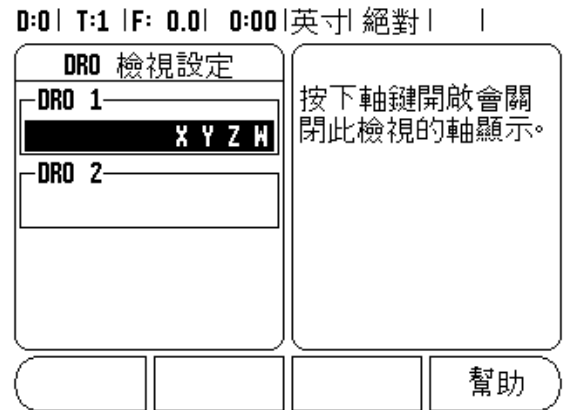 D:0| T:1 |F: 0.0| 0:00|英寸|絕對| |
DRO 檢視設定
DRO 1
X Y Z W
DRO 2
按下軸鍵開啟會關
閉此檢視的軸顯示。
幫助